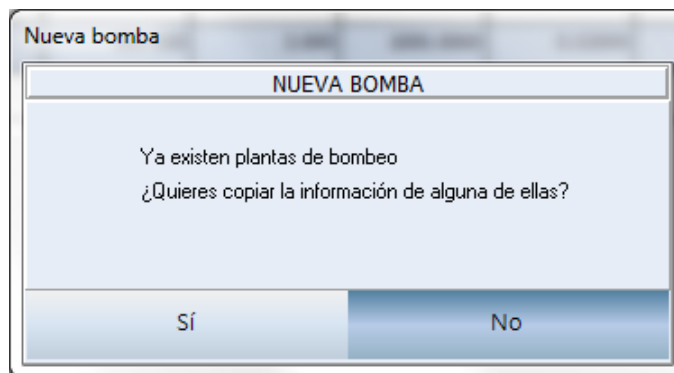 Nueva bomba
NUEVA BOMBA
Ya existen plantas de bombeo
¿Quieres copiar la información de alguna de ellas?
Sí
No